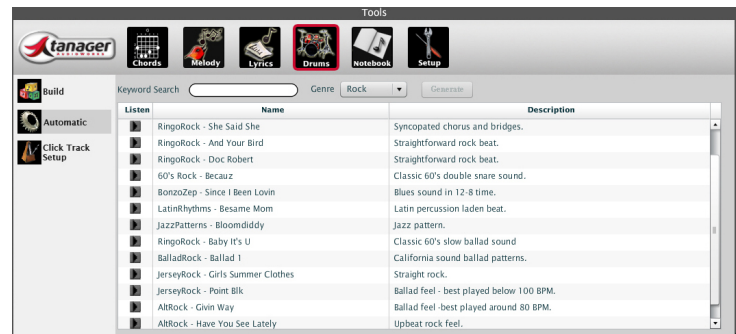 Tools
tanager
AUDIOWORKS
Chords Melody Lyrics Drums Notebook Setup
Build
Automatic
Click Track
Setup
Keyword Search Genre Rock Generate
Listen Name Description
RingoRock - She Said She Syncopated chorus and bridges.
RingoRock - And Your Bird Straightforward rock beat.
RingoRock - Doc Robert Straightforward rock beat.
60's Rock - Becauz Classic 60's double snare sound.
BonzoZep - Since I Been Lovin Blues sound in 12-8 time.
LatinRhythms - Besame Mom Latin percussion laden beat.
JazzPatterns - Bloomdiddy Jazz pattern.
RingoRock - Baby It's U Classic 60's slow ballad sound
BalladRock - Ballad 1 California sound ballad patterns.
JerseyRock - Girls Summer Clothes Straight rock.
JerseyRock - Point Blk Ballad feel - best played below 100 BPM.
AltRock - Givin Way Ballad feel -best played around 80 BPM.
AltRock - Have You See Lately Upbeat rock feel.